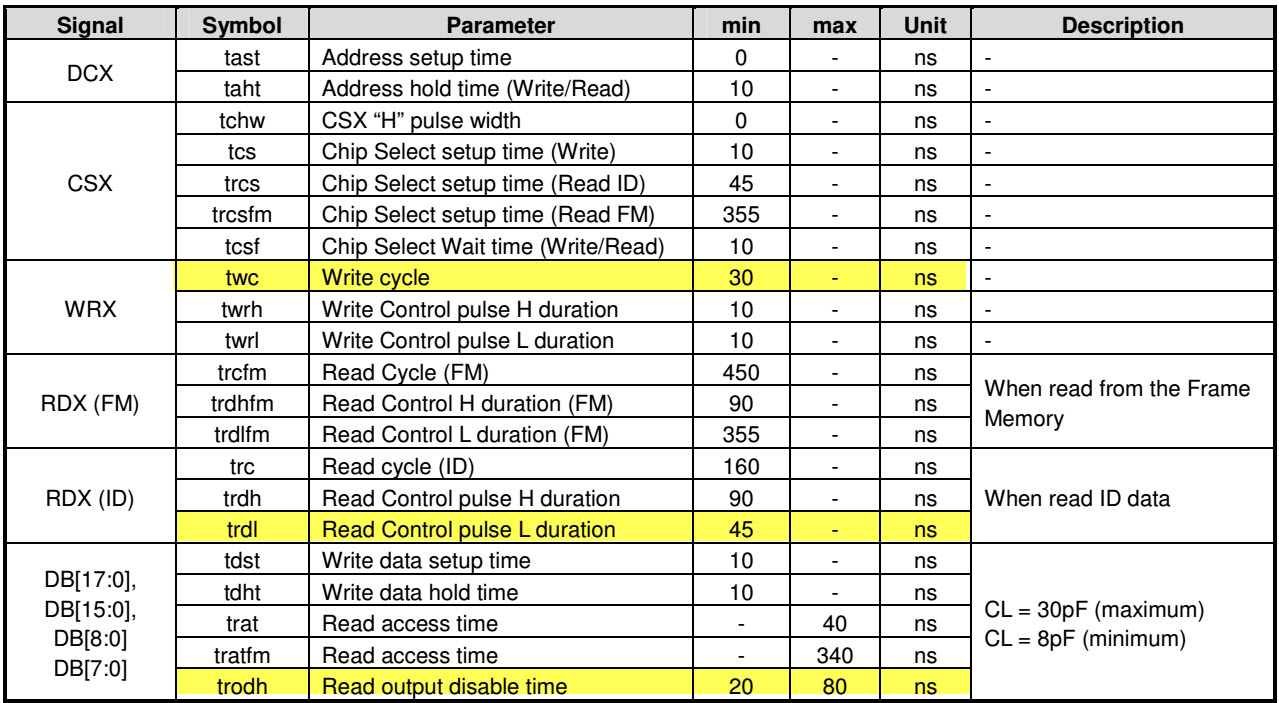 Signal Symbol Parameter min max Unit Description
DCX
tast Address setup time 0 - ns -
taht Address hold time (Write/Read) 10 - ns -
CSX
tchw CSX “H” pulse width 0 - ns -
tcs Chip Select setup time (Write) 10 - ns -
trcs Chip Select setup time (Read ID) 45 - ns -
trcsfm Chip Select setup time (Read FM) 355 - ns -
tcsf Chip Select Wait time (Write/Read) 10 - ns -
WRX
twc Write cycle 30 - ns -
twrh Write Control pulse H duration 10 - ns -
twrl Write Control pulse L duration 10 - ns -
RDX (FM)
trcfm Read Cycle (FM) 450 - ns
trdhfm Read Control H duration (FM) 90 - ns
trdlfm Read Control L duration (FM) 355 - ns
When read from the Frame
Memory
RDX (ID)
trc Read cycle (ID) 160 - ns
trdh Read Control pulse H duration 90 - ns
trdl Read Control pulse L duration 45 - ns
When read ID data
DB[17:0],
DB[15:0],
DB[8:0]
DB[7:0]
tdst Write data setup time 10 - ns
tdht Write data hold time 10 - ns
trat Read access time - 40 ns
tratfm Read access time - 340 ns
trodh Read output disable time 20 80 ns
CL = 30pF (maximum)
CL = 8pF (minimum)